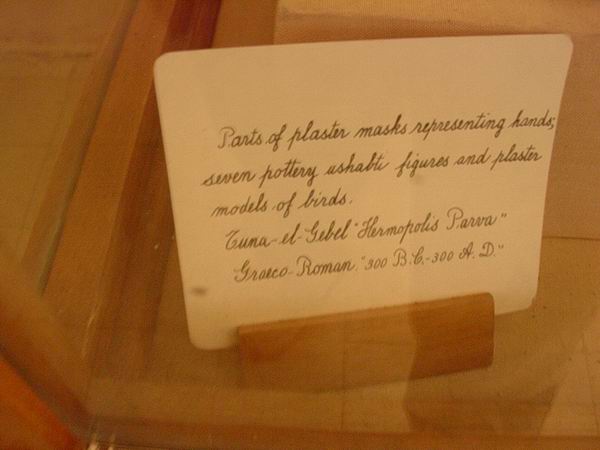 Parts of plaster masks representing hands;
seven pottery ushabti figures and plaster
models of birds.
Tuna-el-Gebel "Hermopolis Parva"
"Graeco-Roman." 300 B.C.-300 A.D."